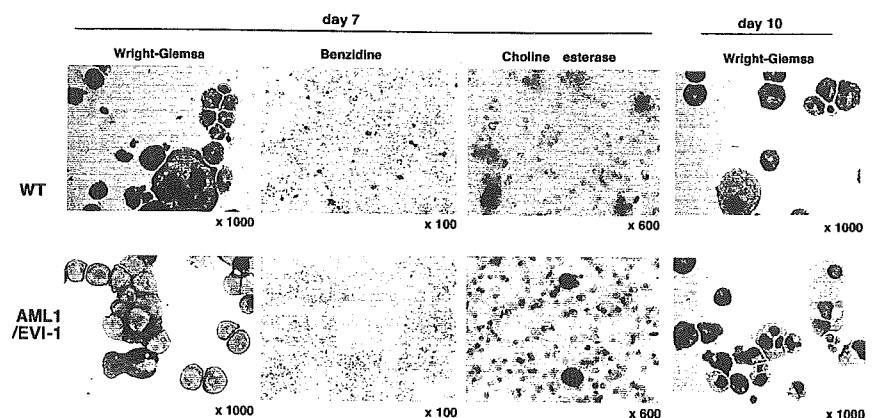 day 7
day 10
Wright-Giemsa
Benzidine
Choline esterase
Wright-Giemsa
WT
x 1000
x 100
x 600
x 1000
AML1
/EVI-1
x 1000
x 100
x 600
x 1000